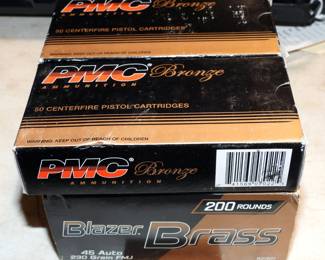 PMC Bronze
AMMUNITION
50 CENTERFIRE PISTOL CARTRIDGES
WARNING: KEEP OUT OF REACH OF CHILDREN
PMC® Bronze
AMMUNITION
50 CENTERFIRE PISTOL CARTRIDGES
WARNING: KEEP OUT OF REACH OF CHILDREN
PMC® Bronze
AMMUNITION
200 ROUNDS
Blazer Brass
45 Auto
230 Grain FMJ